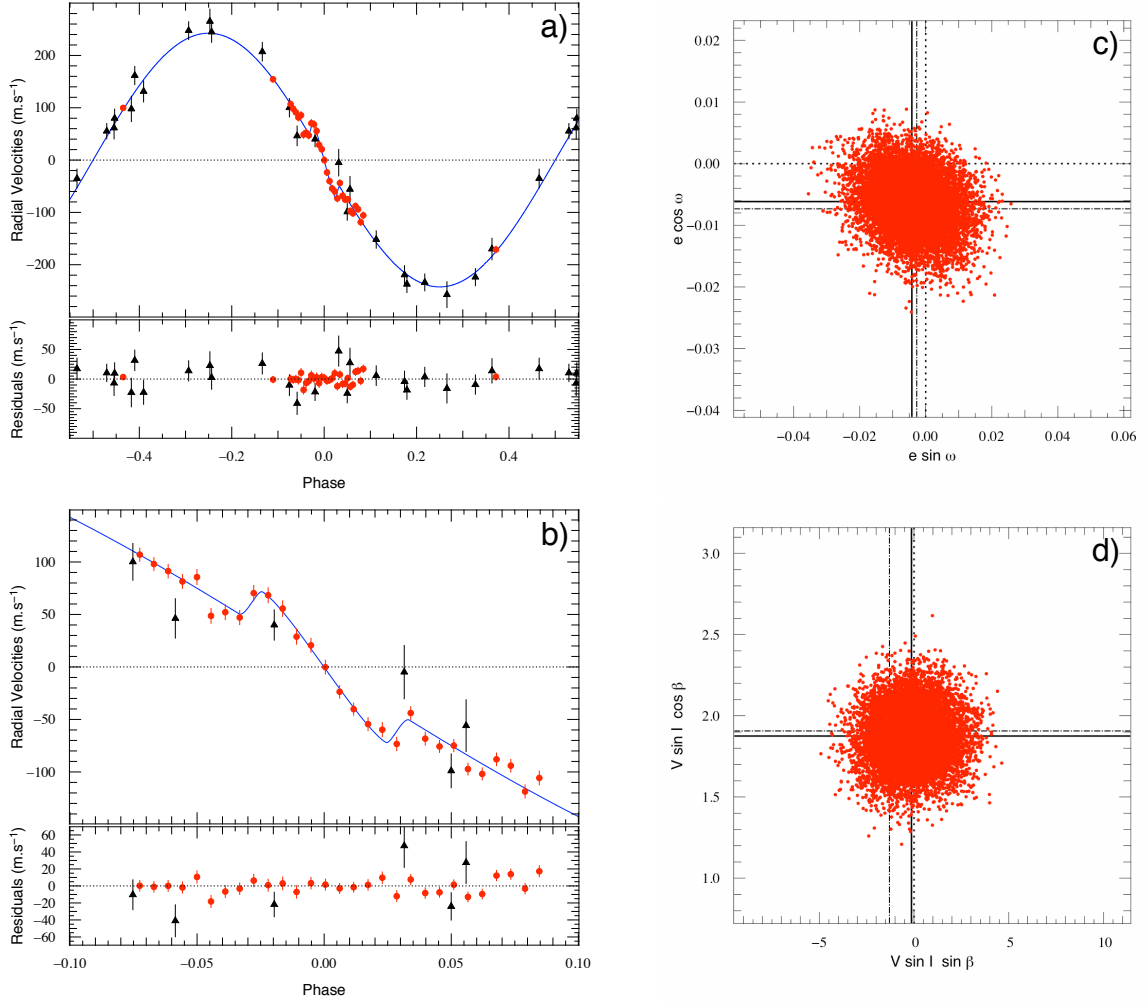 a)
200
100
0
−100
−200
Radial Velocities (m.s⁻¹)
50
0
−50
Residuals (m.s⁻¹)
−0.4 −0.2 0.0 0.2 0.4
Phase
c)
0.02
0.01
0.00
−0.01
−0.02
−0.03
−0.04
e cos ω
−0.04 −0.02 0.00 0.02 0.04 0.06
e sin ω
b)
100
50
0
−50
−100
Radial Velocities (m.s⁻¹)
60
40
20
0
−20
−40
−60
Residuals (m.s⁻¹)
−0.10 −0.05 0.00 0.05 0.10
Phase
d)
3.0
2.5
2.0
1.5
1.0
V sin I cos β
−5 0 5 10
V sin I sin β